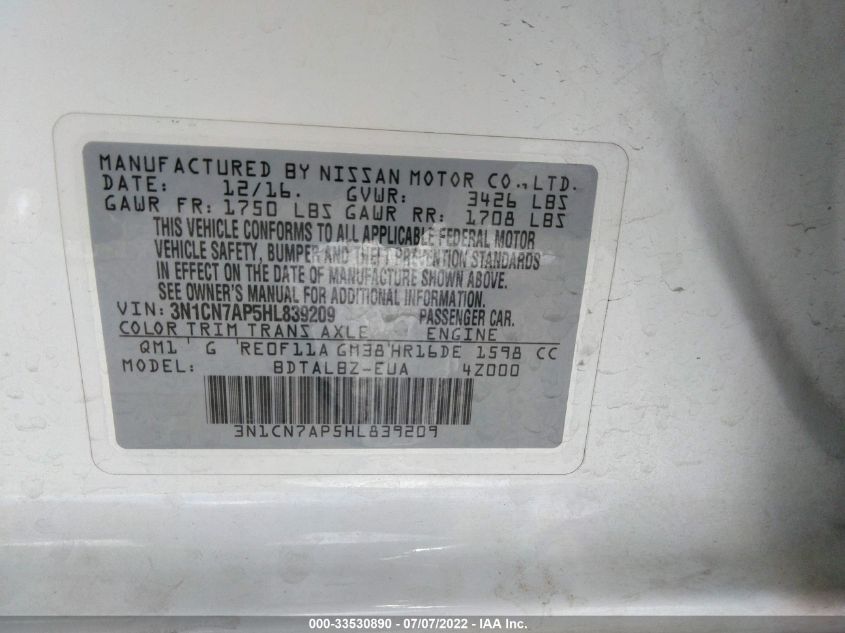 MANUFACTURED BY NISSAN MOTOR CO., LTD.
DATE: 12/16. GVWR: 3426 LBS
GAWR FR: 1750 LBS GAWR RR: 1708 LBS
THIS VEHICLE CONFORMS TO ALL APPLICABLE FEDERAL MOTOR
VEHICLE SAFETY, BUMPER AND THEFT PREVENTION STANDARDS
IN EFFECT ON THE DATE OF MANUFACTURE SHOWN ABOVE.
SEE OWNER'S MANUAL FOR ADDITIONAL INFORMATION.
VIN: 3N1CN7AP5HL839209 PASSENGER CAR.
COLOR TRIM TRANS AXLE ENGINE
QM1 ' G 'RE0F11A GM38'HR16DE 1598 CC
MODEL: BDTALBZ-EUA 4Z000
3N1CN7AP5HL839209
000-33530890 - 07/07/2022 - IAA Inc.